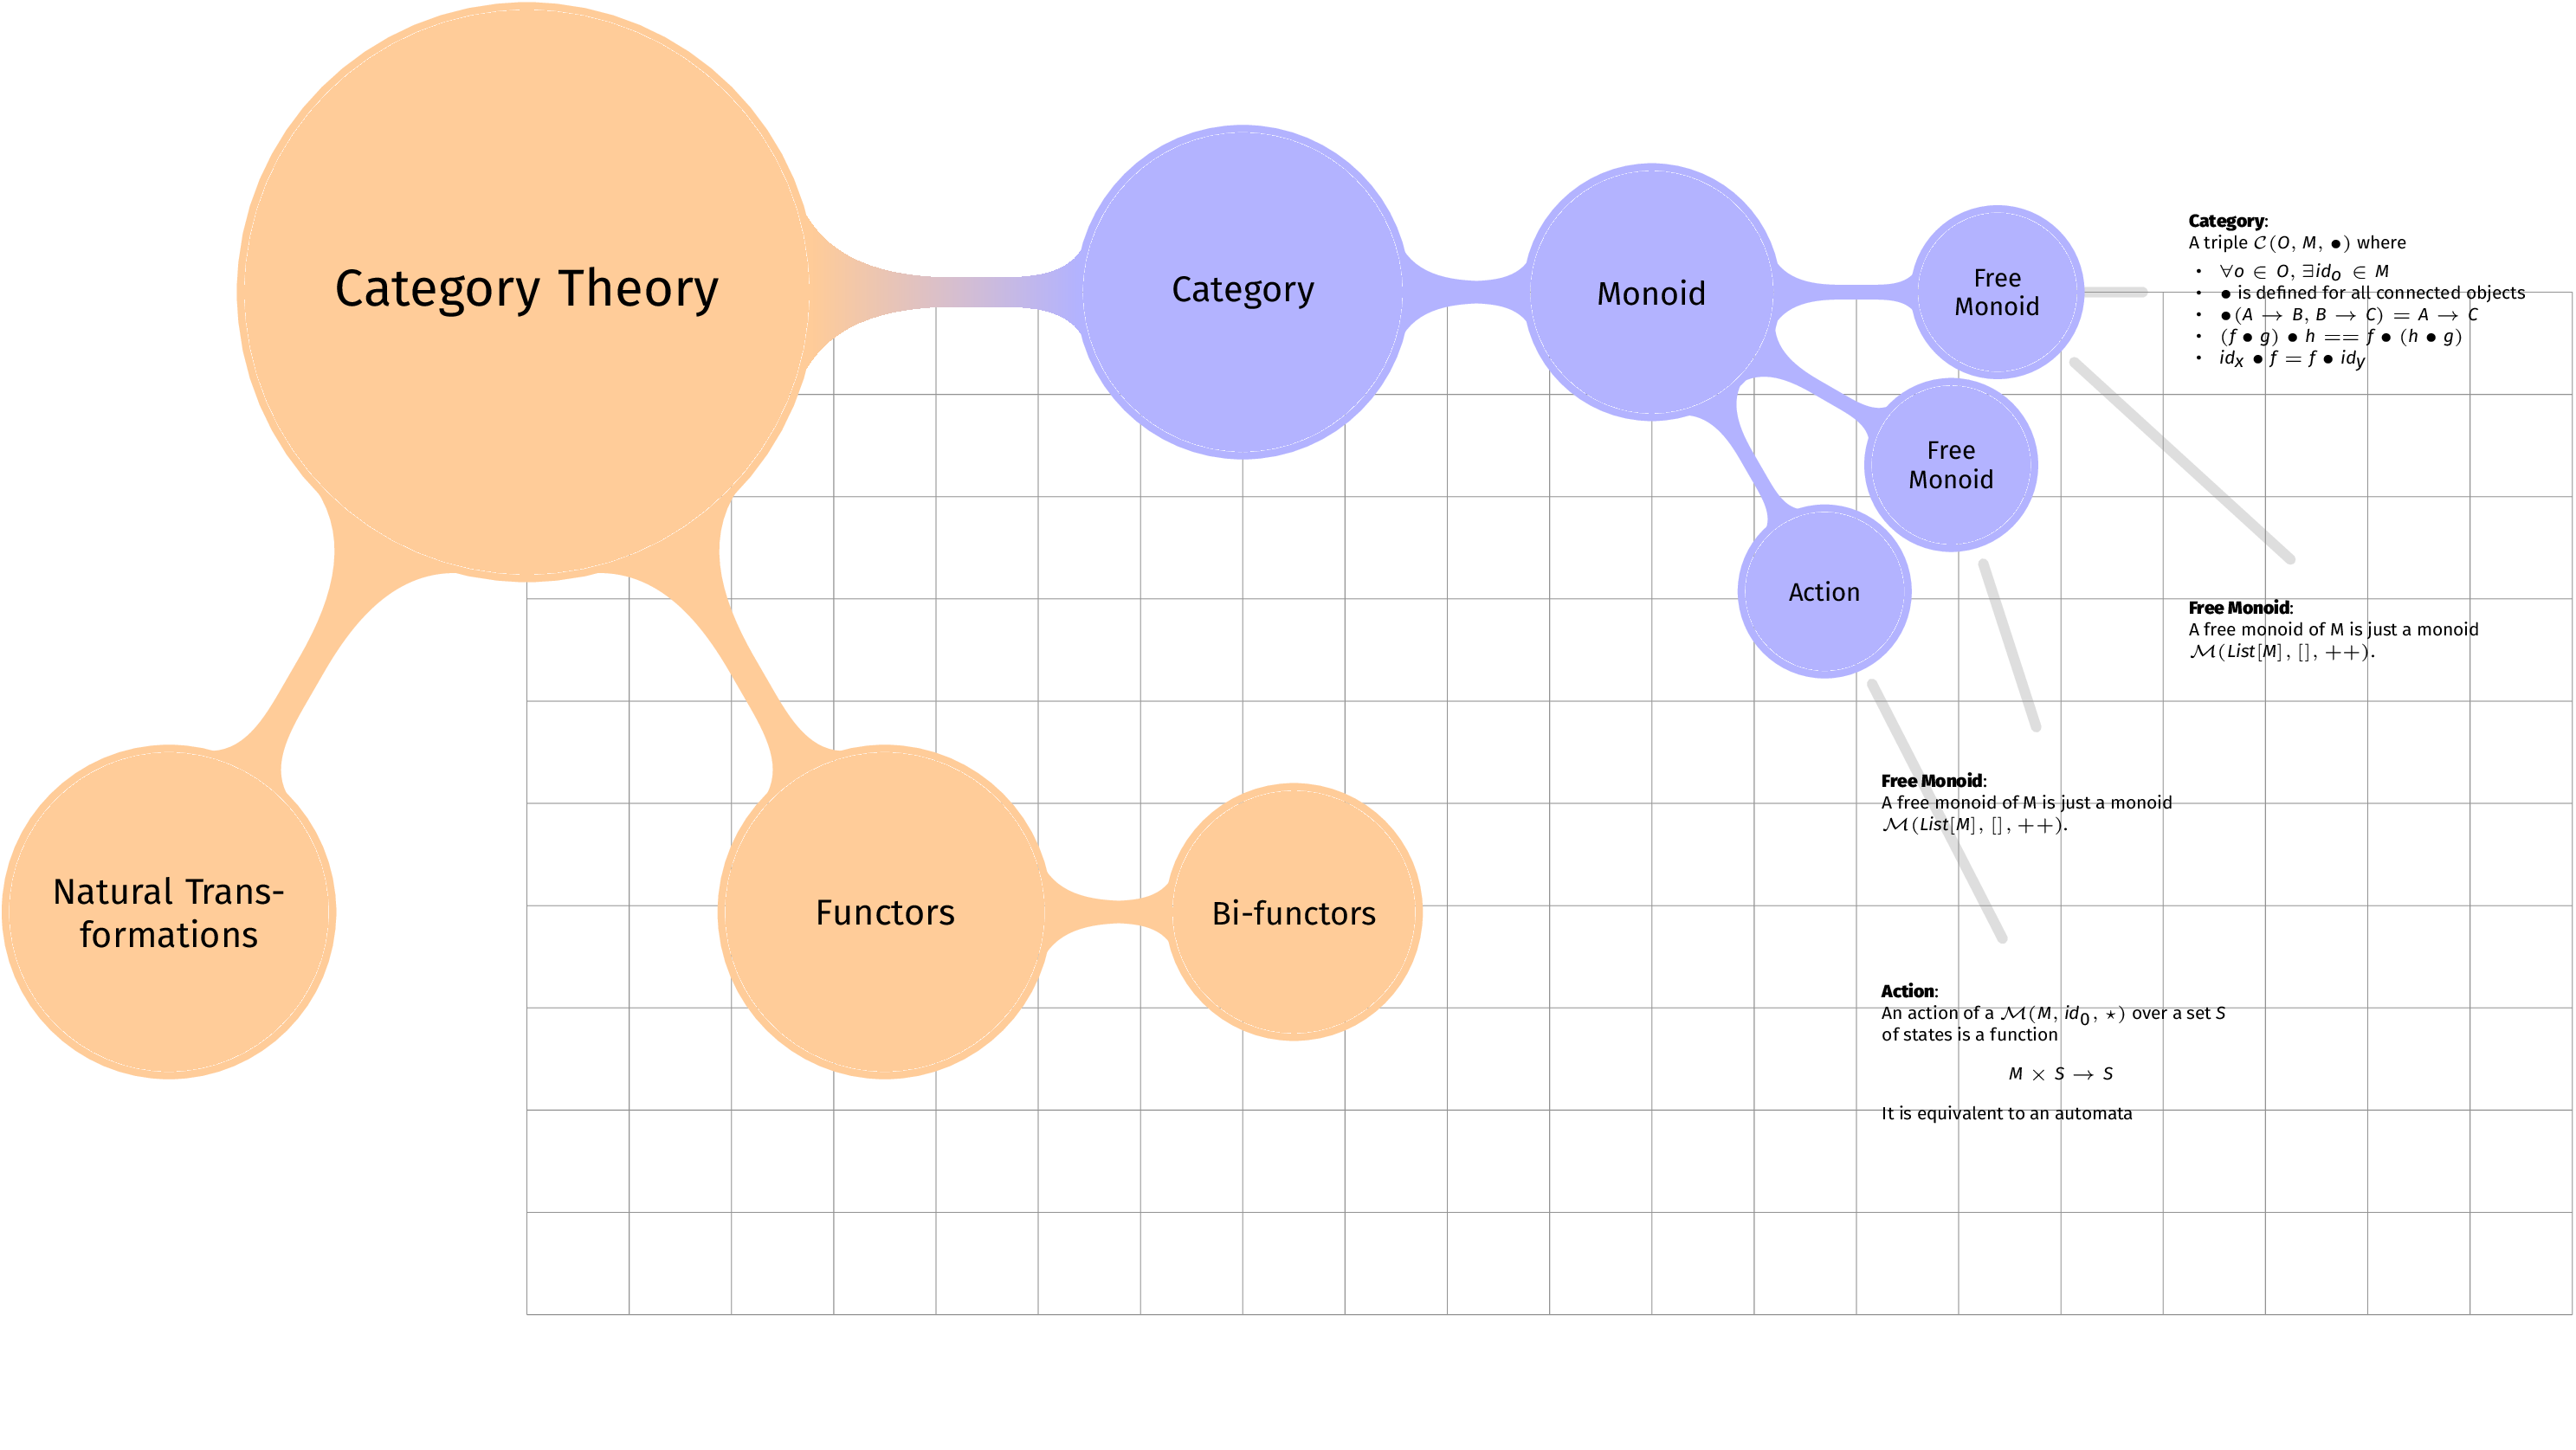 Category Theory
Category
Monoid
Free
Monoid
Free
Monoid
Action
Natural Trans-
formations
Functors
Bi-functors
Category:
A triple 𝒞(O, M, •) where
• ∀o ∈ O, ∃id_o ∈ M
• • is defined for all connected objects
• •(A → B, B → C) = A → C
• (f • g) • h == f • (h • g)
• id_x • f = f • id_y
Free Monoid:
A free monoid of M is just a monoid
ℳ(List[M], [], ++).
Free Monoid:
A free monoid of M is just a monoid
ℳ(List[M], [], ++).
Action:
An action of a ℳ(M, id_0, ⋆) over a set S
of states is a function
M × S → S
It is equivalent to an automata